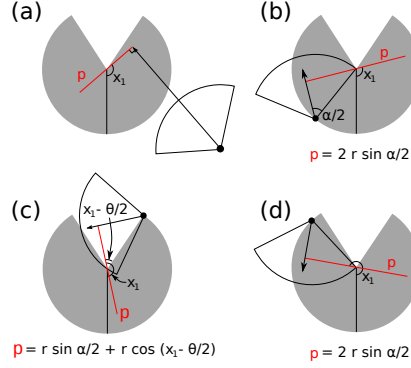 (a)
p
x₁
(b)
p
x₁
α/2
p = 2 r sin α/2
(c)
x₁- θ/2
x₁
p
p = r sin α/2 + r cos (x₁- θ/2)
(d)
p
x₁
p = 2 r sin α/2